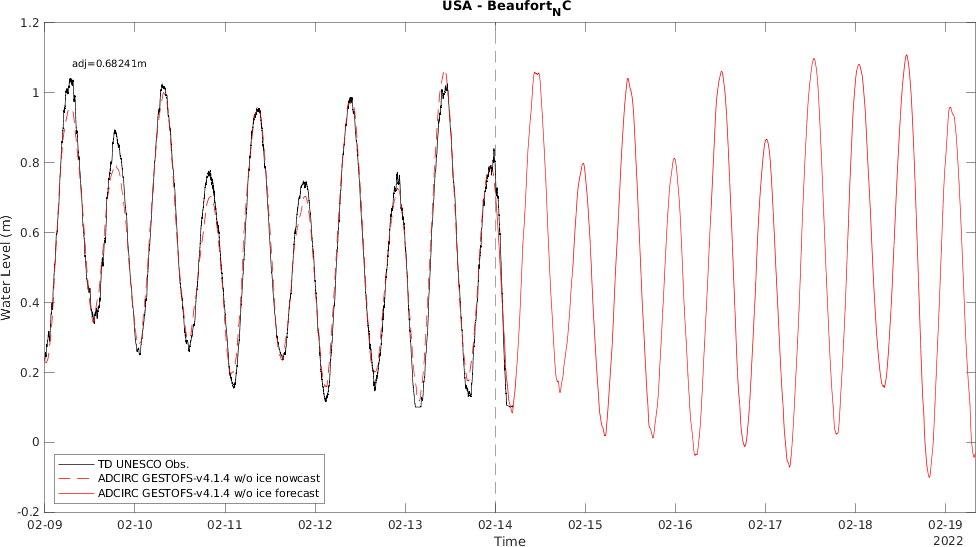 USA - Beaufort_NC
1.2
adj=0.68241m
1
0.8
0.6
0.4
0.2
0
-0.2
Water Level (m)
TD UNESCO Obs.
ADCIRC GESTOFS-v4.1.4 w/o ice nowcast
ADCIRC GESTOFS-v4.1.4 w/o ice forecast
02-09 02-10 02-11 02-12 02-13 02-14 02-15 02-16 02-17 02-18 02-19
Time 2022